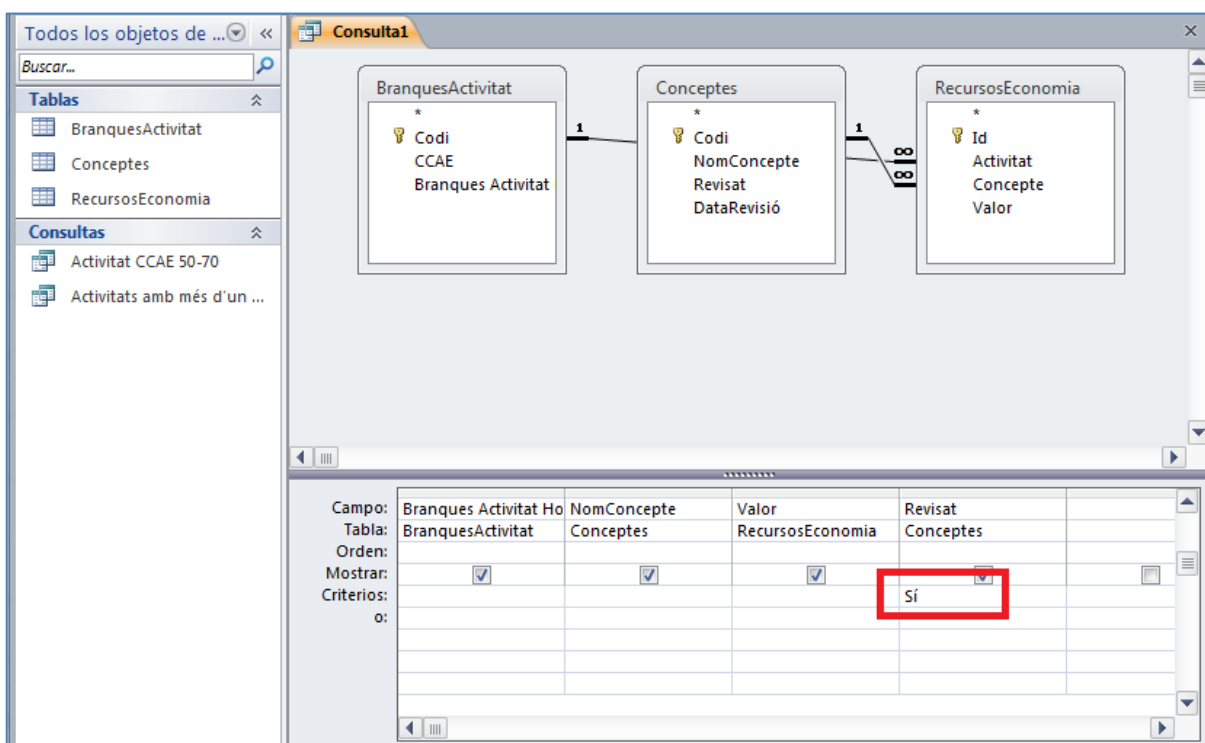 Todos los objetos de ...
«
Consulta1
Buscar...
Tablas
BranquesActivitat
Conceptes
RecursosEconomia
Consultas
Activitat CCAE 50-70
Activitats amb més d'un ...
BranquesActivitat
*
Codi
CCAE
Branques Activitat
Conceptes
*
Codi
NomConcepte
Revisat
DataRevisió
RecursosEconomia
*
Id
Activitat
Concepte
Valor
1
1
∞
∞
Campo: Branques Activitat Ho NomConcepte Valor Revisat
Tabla: BranquesActivitat Conceptes RecursosEconomia Conceptes
Orden:
Mostrar:
Criterios: Sí
o: